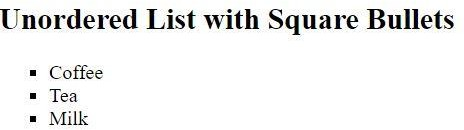 Unordered List with Square Bullets
▪ Coffee
▪ Tea
▪ Milk